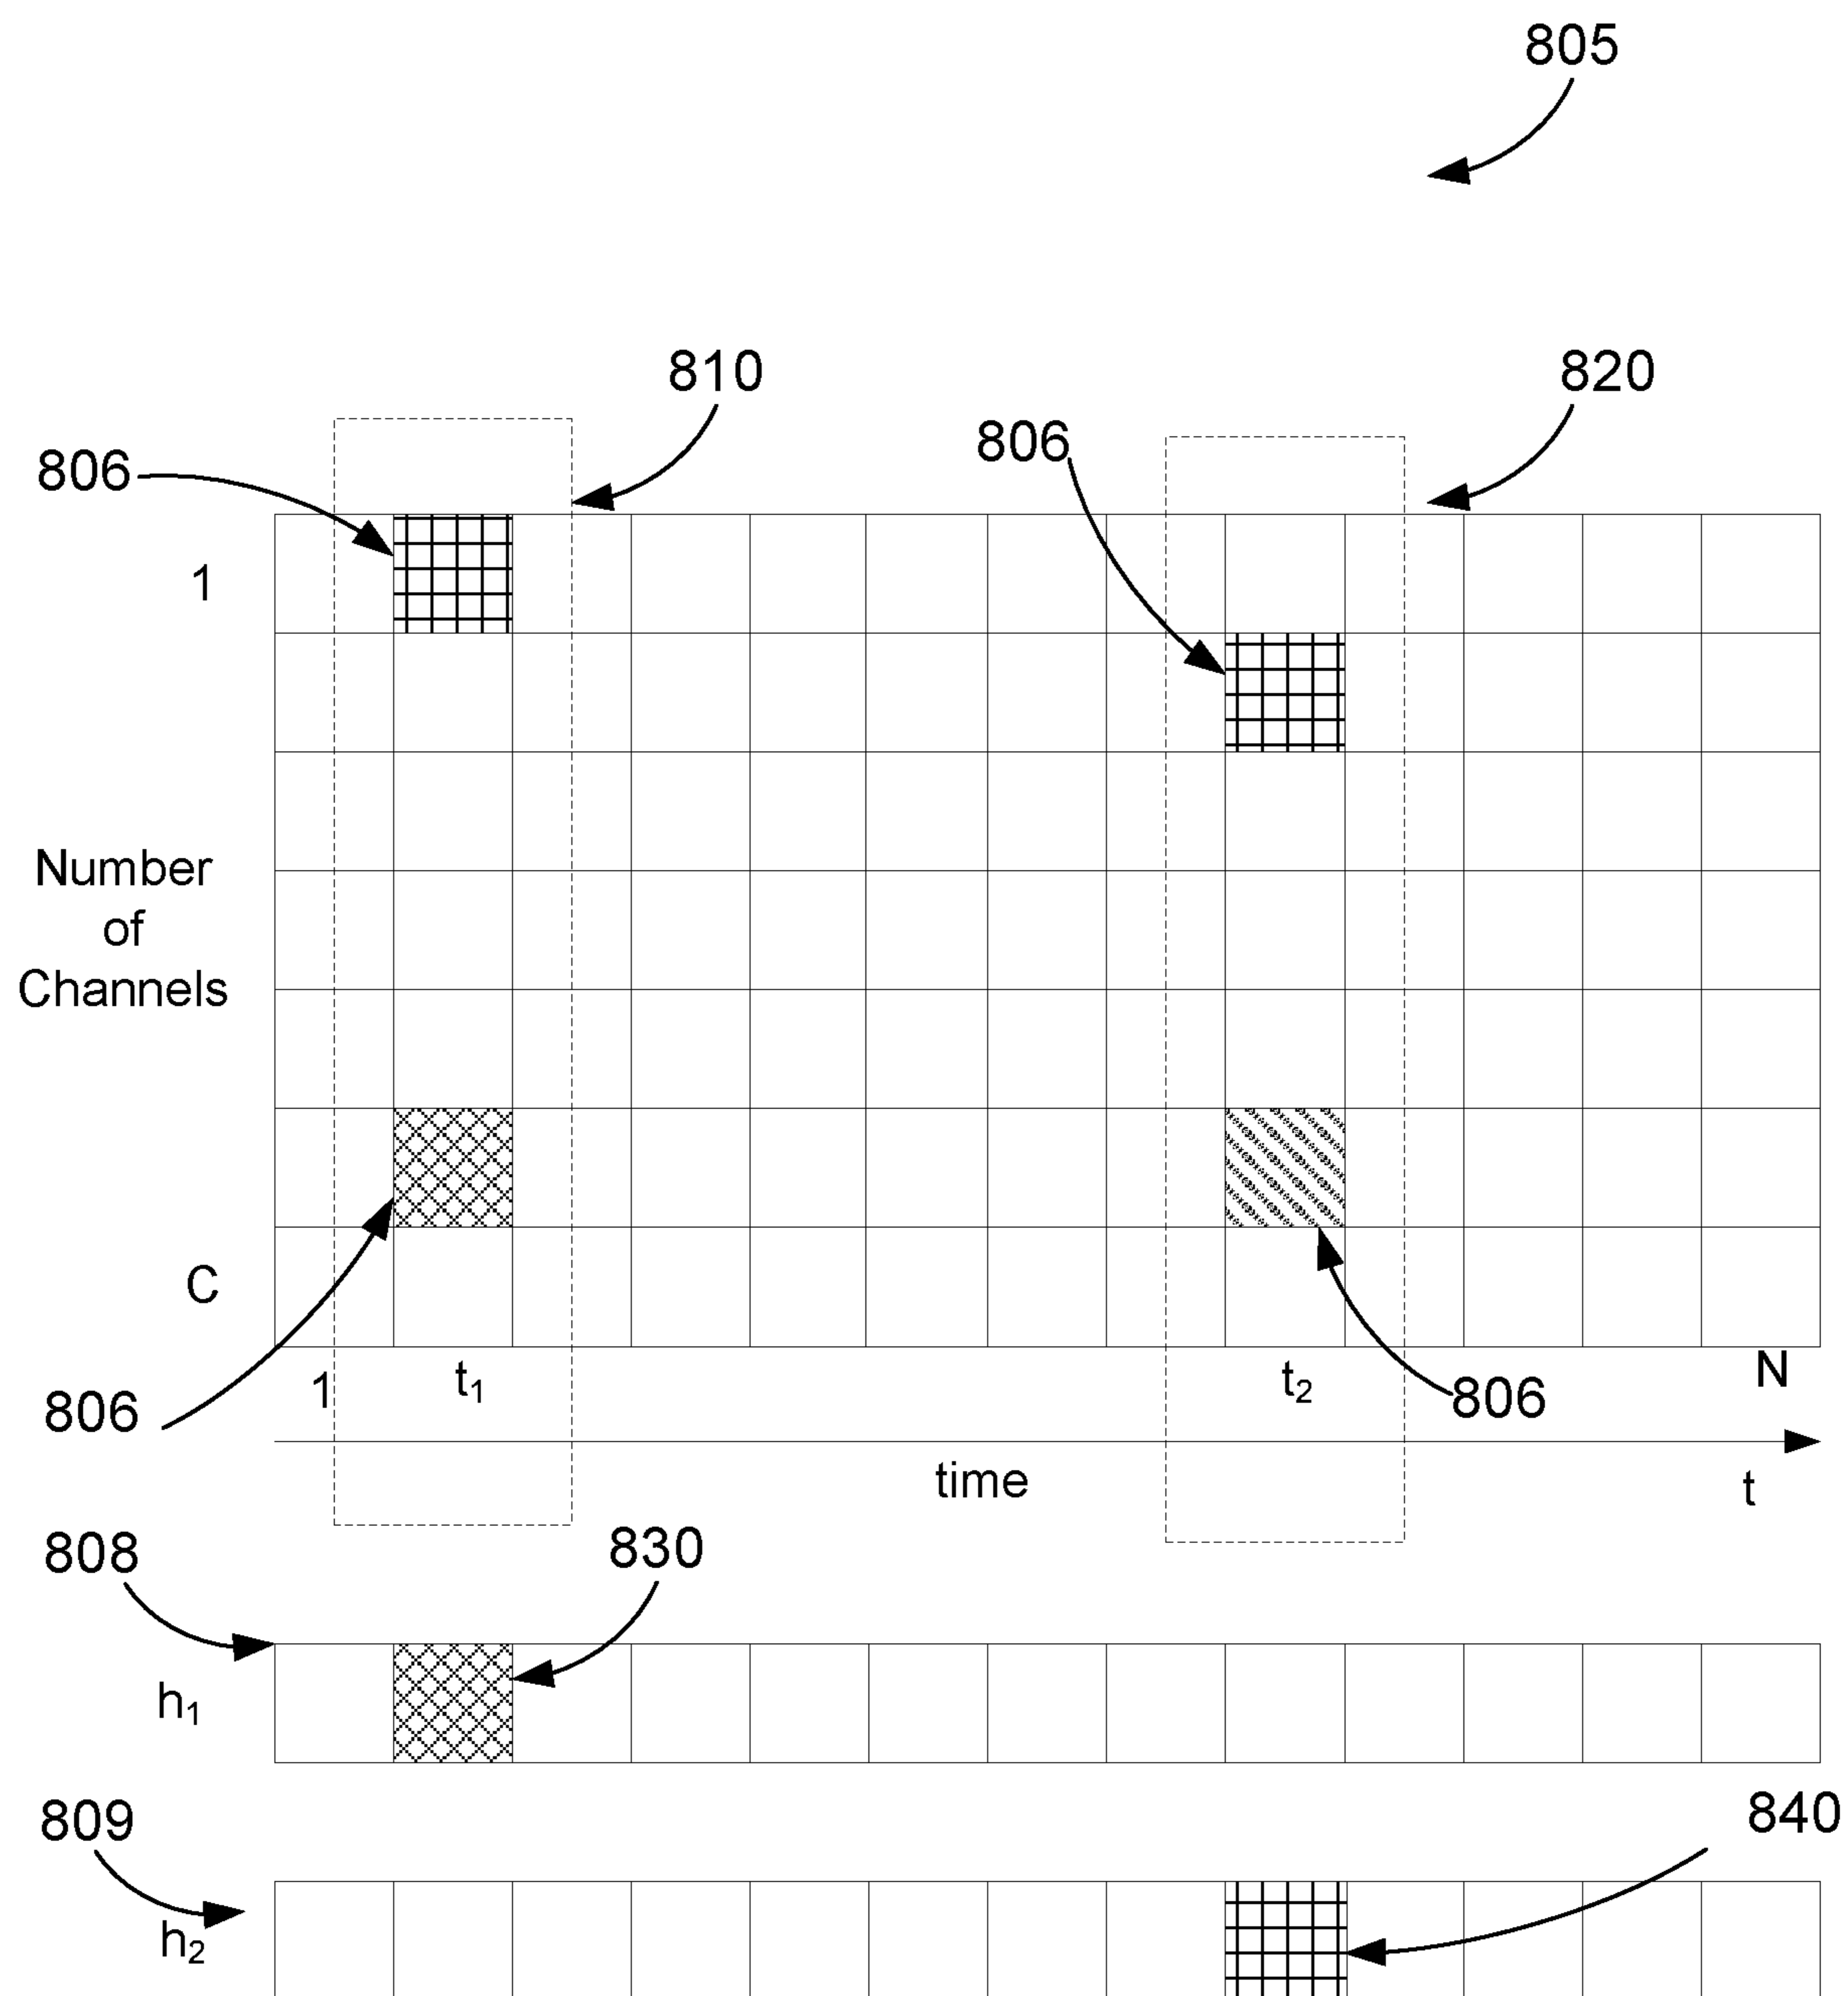 805
810
820
806
806
1
Number
of
Channels
C
1
t₁
t₂
N
806
806
time
t
808
830
h₁
809
840
h₂